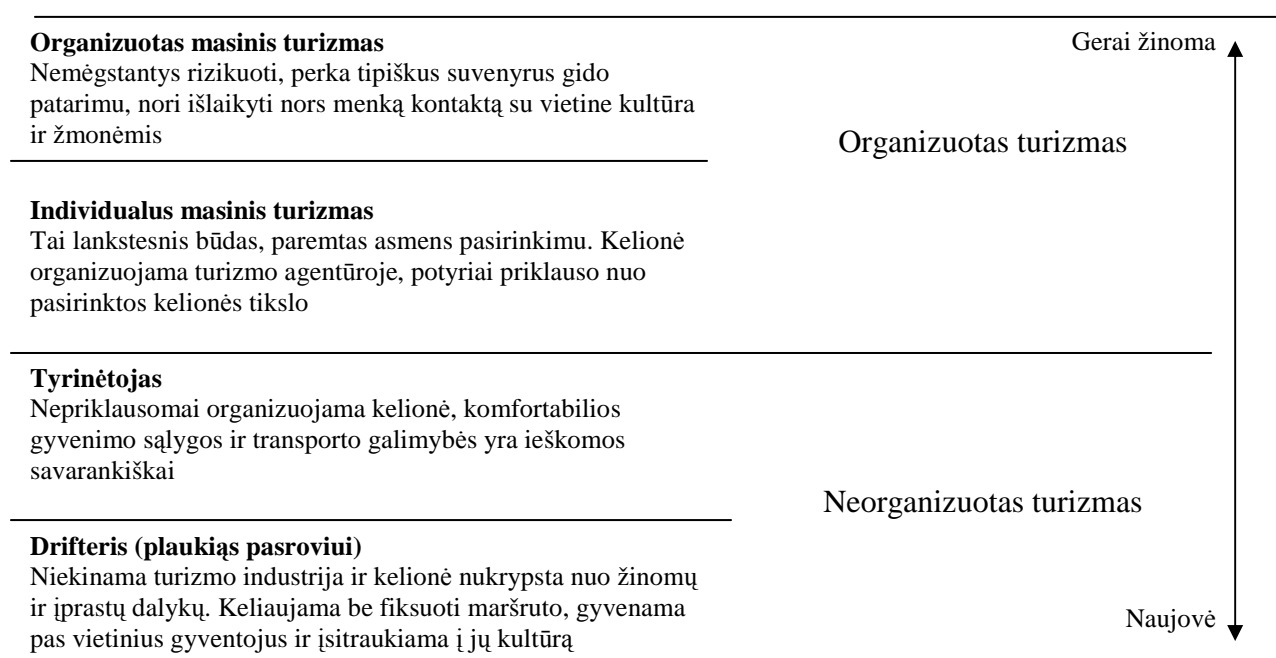 Organizuotas masinis turizmas
Gerai žinoma
Nemėgstantys rizikuoti, perka tipiškus suvenyrus gido
patarimu, nori išlaikyti nors menką kontaktą su vietine kultūra
ir žmonėmis
Organizuotas turizmas
Individualus masinis turizmas
Tai lankstesnis būdas, paremtas asmens pasirinkimu. Kelionė
organizuojama turizmo agentūroje, potyriai priklauso nuo
pasirinktos kelionės tikslo
Tyrinėtojas
Nepriklausomai organizuojama kelionė, komfortabilios
gyvenimo sąlygos ir transporto galimybės yra ieškomos
savarankiškai
Neorganizuotas turizmas
Drifteris (plaukiąs pasroviui)
Niekinama turizmo industrija ir kelionė nukrypsta nuo žinomų
ir įprastų dalykų. Keliaujama be fiksuoti maršruto, gyvenama
pas vietinius gyventojus ir įsitraukiama į jų kultūrą
Naujovė